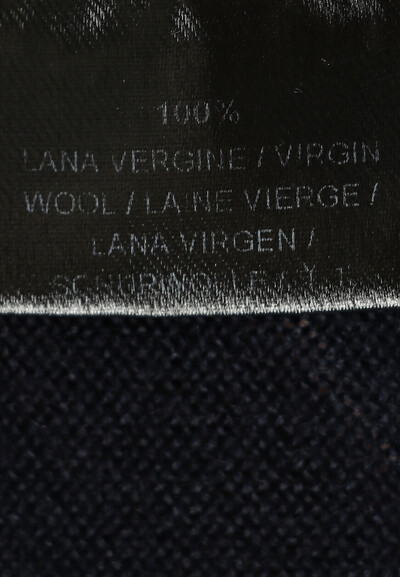 100%
LANA VERGINE / VIRGIN
WOOL / LAINE VIERGE /
LANA VIRGEN /